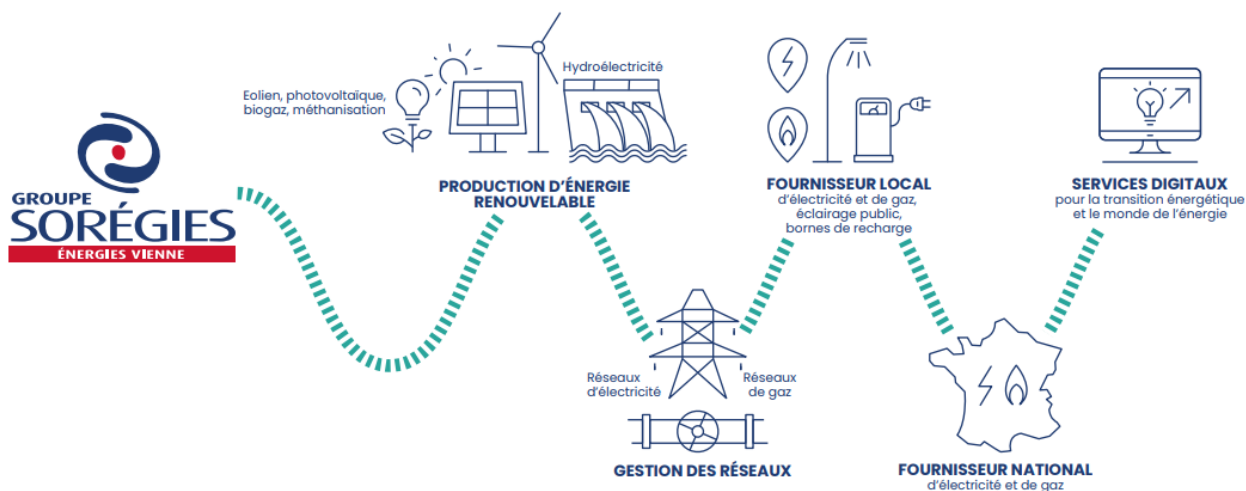 GROUPE
SORÉGIES
ÉNERGIES VIENNE
Eolien, photovoltaïque,
biogaz, méthanisation
Hydroélectricité
PRODUCTION D'ÉNERGIE
RENOUVELABLE
Réseaux
d'électricité
Réseaux
de gaz
GESTION DES RÉSEAUX
FOURNISSEUR LOCAL
d'électricité et de gaz,
éclairage public,
bornes de recharge
FOURNISSEUR NATIONAL
d'électricité et de gaz
SERVICES DIGITAUX
pour la transition énergétique
et le monde de l'énergie